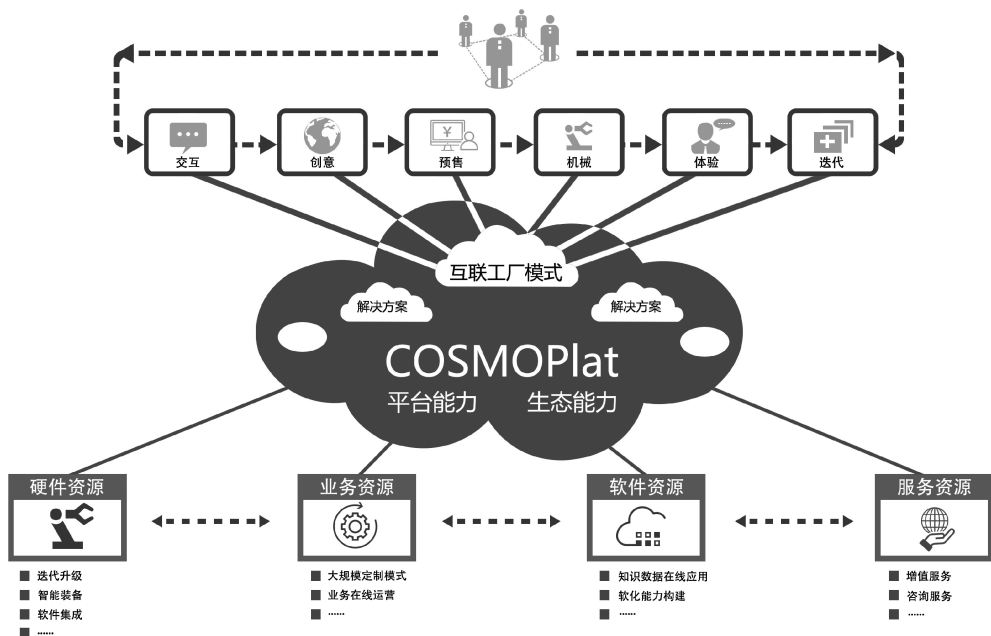 交互
创意
预售
¥
机械
体验
迭代
互联工厂模式
解决方案
解决方案
COSMOPlat
平台能力
生态能力
硬件资源
业务资源
软件资源
服务资源
迭代升级
智能装备
软件集成
......
大规模定制模式
业务在线运营
......
知识数据在线应用
软化能力构建
......
增值服务
咨询服务
......